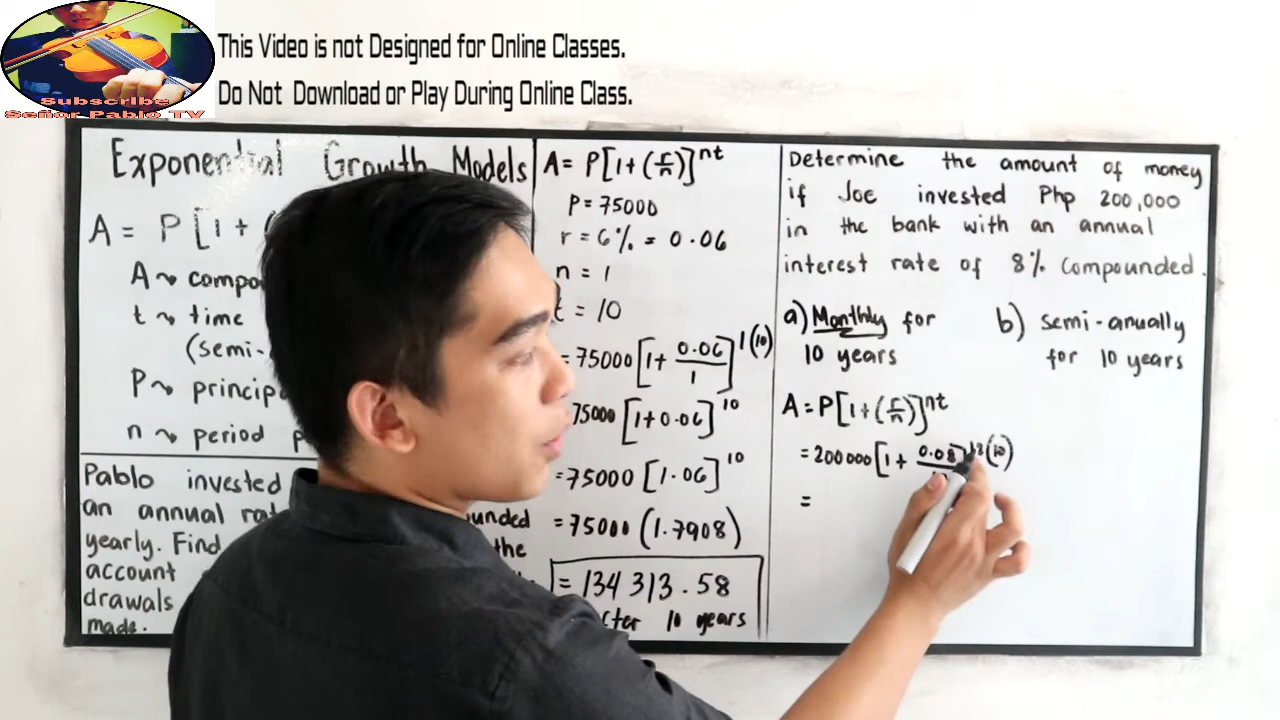 This Video is not Designed for Online Classes.
Do Not Download or Play During Online Class.
Subscribe
Señor Pablo TV
Exponential Growth Models
A = P [1 +
A ~ compo
t ~ time
(semi-
P ~ principa
n ~ period p
Pablo invested
an annual rat
yearly. Find
account
drawals
made.
ounded
the
A = P[1+(r/n)]^nt
P = 75000
r = 6% = 0.06
n = 1
t = 10
= 75000 [1 + 0.06/1]^1(10)
75000 [1+0.06]^10
= 75000 [1.06]^10
= 75000 (1.7908)
= 134 313.58
after 10 years
Determine the amount of money
if Joe invested Php 200,000
in the bank with an annual
interest rate of 8% compounded.
a) Monthly for
10 years
b) semi-anually
for 10 years
A = P[1+(r/n)]^nt
= 200000 [1 + 0.08/12]^12(10)
=